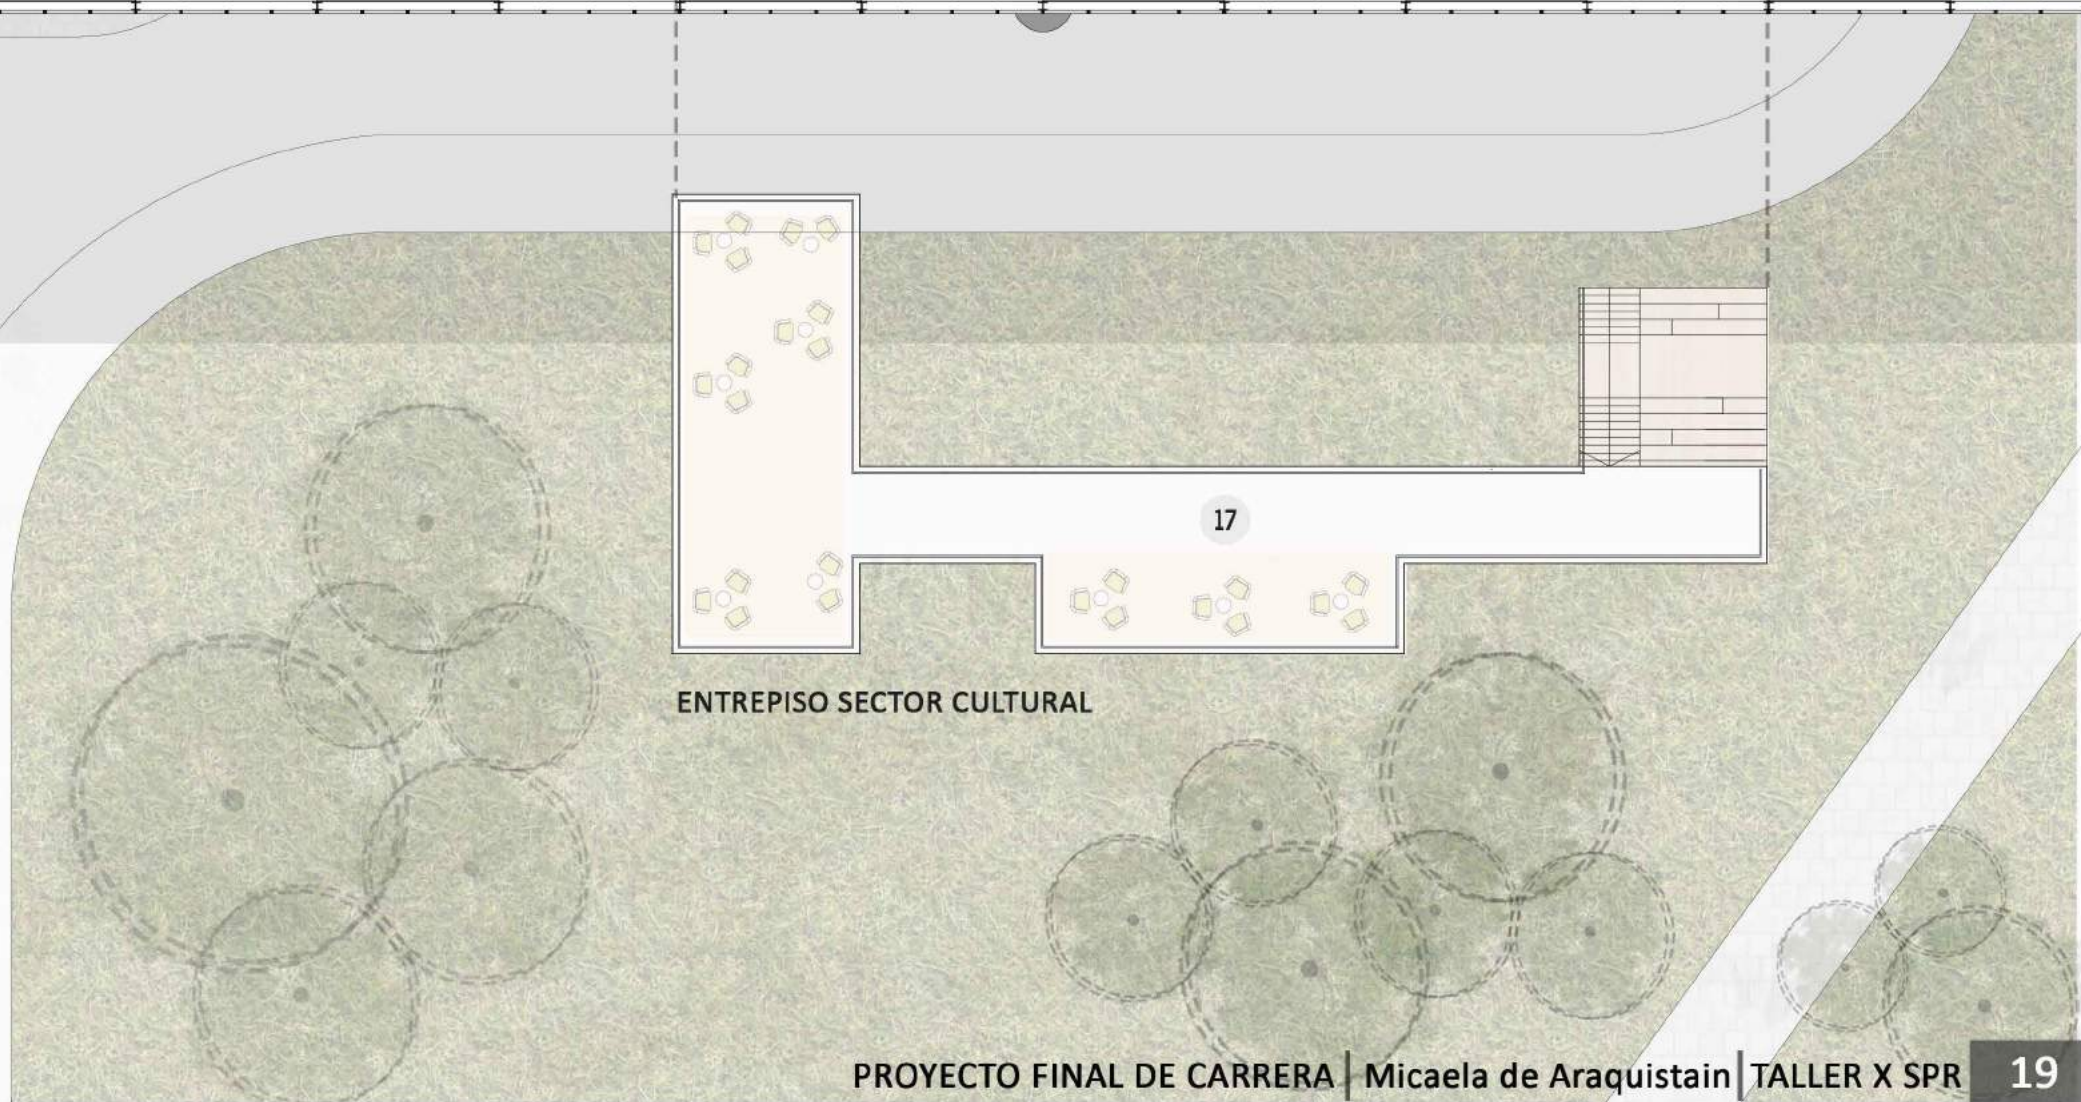 17
ENTREPISO SECTOR CULTURAL
PROYECTO FINAL DE CARRERA | Micaela de Araquistain | TALLER X SPR 19